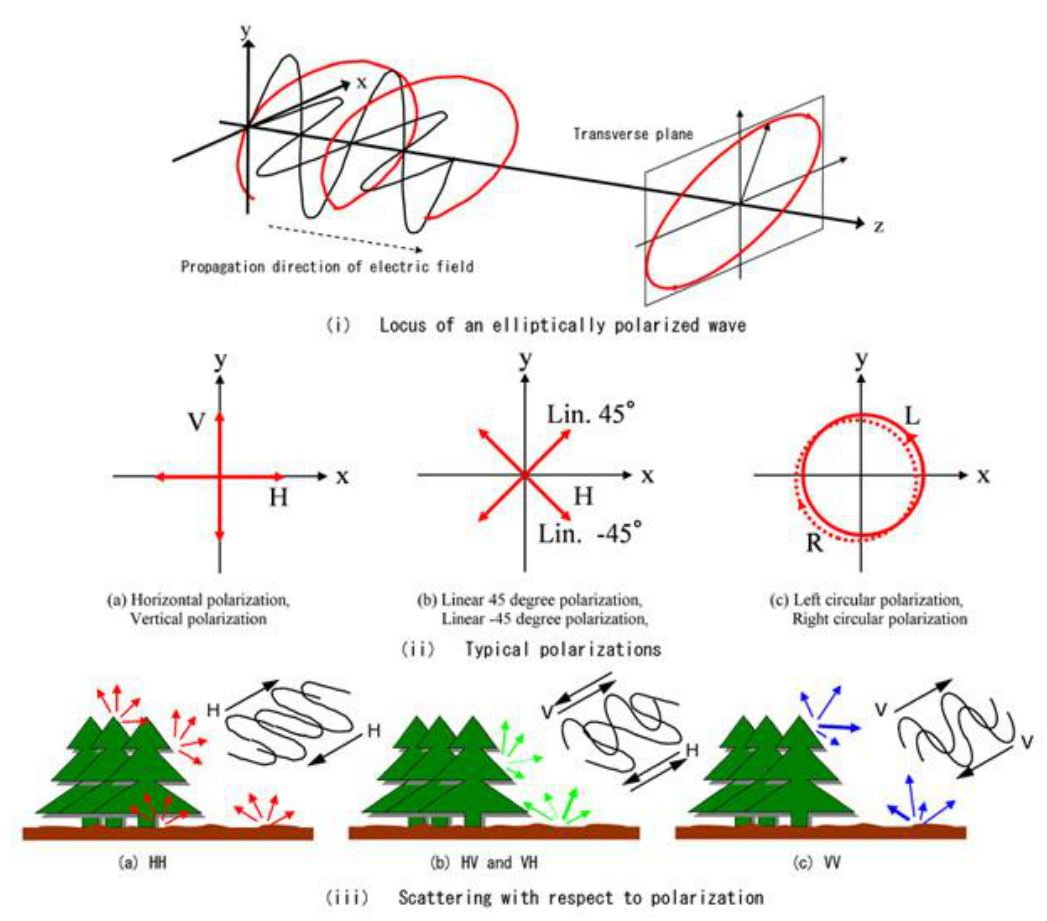 y
x
Transverse plane
z
Propagation direction of electric field
(i) Locus of an elliptically polarized wave
y
V
x
H
y
Lin. 45°
x
H
Lin. -45°
y
L
x
R
(a) Horizontal polarization,
Vertical polarization
(b) Linear 45 degree polarization,
Linear -45 degree polarization,
(c) Left circular polarization,
Right circular polarization
(ii) Typical polarizations
H
H
V
H
V
V
(a) HH
(b) HV and VH
(c) VV
(iii) Scattering with respect to polarization